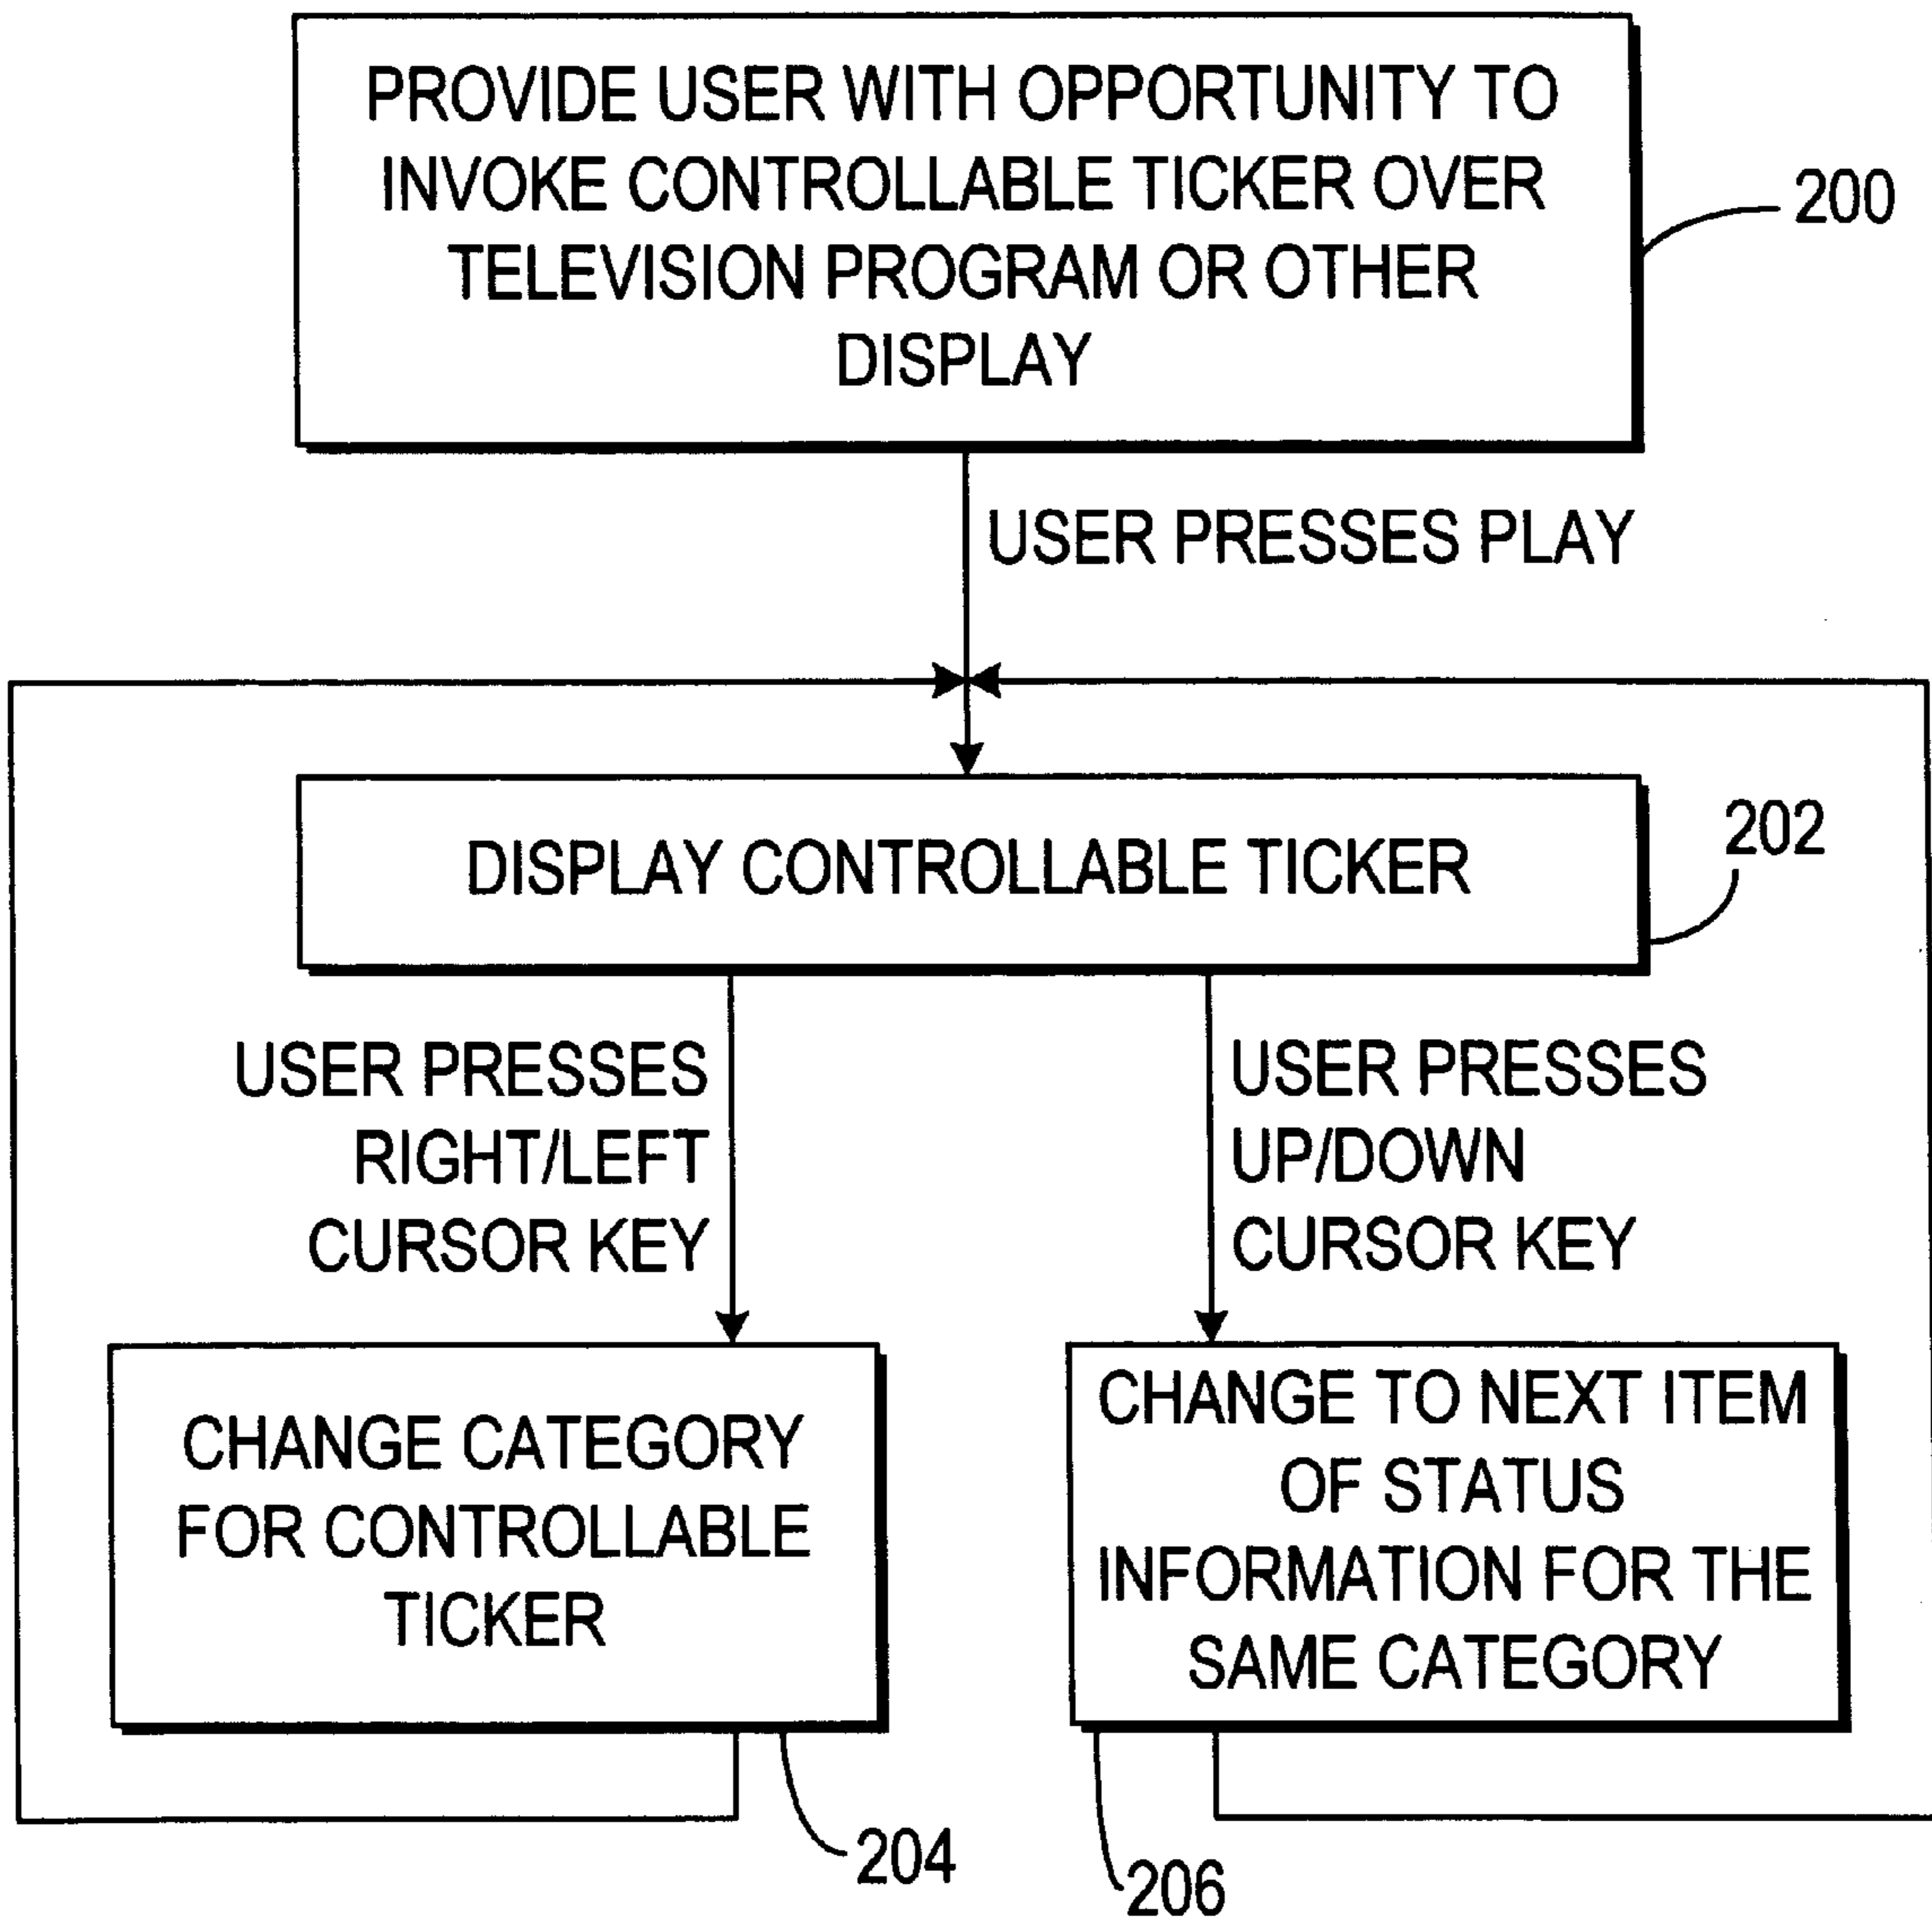 PROVIDE USER WITH OPPORTUNITY TO
INVOKE CONTROLLABLE TICKER OVER
TELEVISION PROGRAM OR OTHER
DISPLAY
200
USER PRESSES PLAY
DISPLAY CONTROLLABLE TICKER
202
USER PRESSES
RIGHT/LEFT
CURSOR KEY
USER PRESSES
UP/DOWN
CURSOR KEY
CHANGE CATEGORY
FOR CONTROLLABLE
TICKER
204
CHANGE TO NEXT ITEM
OF STATUS
INFORMATION FOR THE
SAME CATEGORY
206